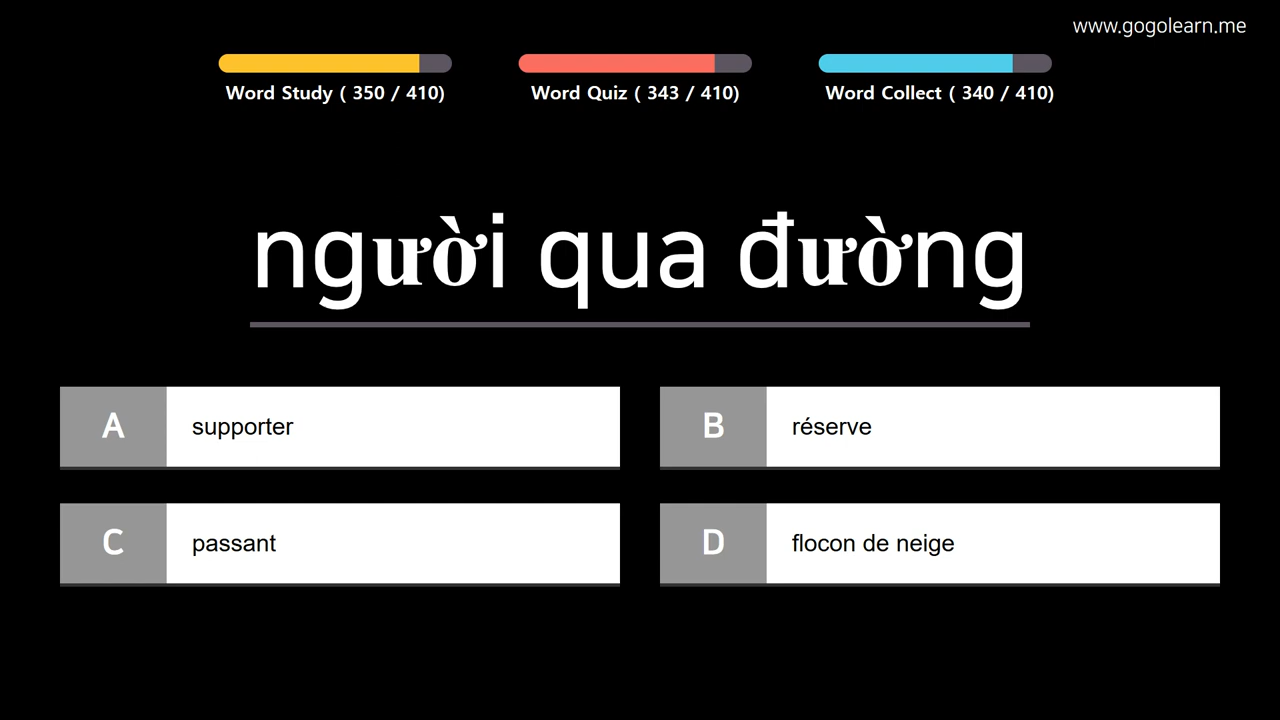 www.gogolearn.me
Word Study ( 350 / 410)
Word Quiz ( 343 / 410)
Word Collect ( 340 / 410)
người qua đường
A supporter
B réserve
C passant
D flocon de neige